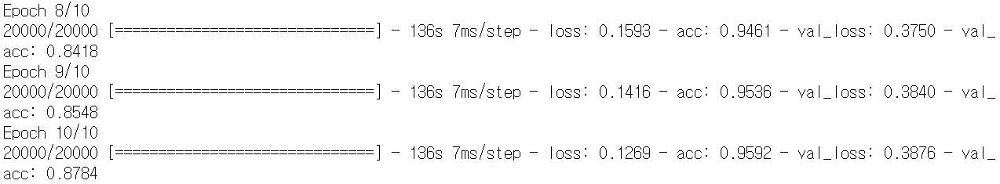 Epoch 8/10
20000/20000 [==============================] - 136s 7ms/step - loss: 0.1593 - acc: 0.9461 - val_loss: 0.3750 - val_
acc: 0.8418
Epoch 9/10
20000/20000 [==============================] - 136s 7ms/step - loss: 0.1416 - acc: 0.9536 - val_loss: 0.3840 - val_
acc: 0.8548
Epoch 10/10
20000/20000 [==============================] - 136s 7ms/step - loss: 0.1269 - acc: 0.9592 - val_loss: 0.3876 - val_
acc: 0.8784